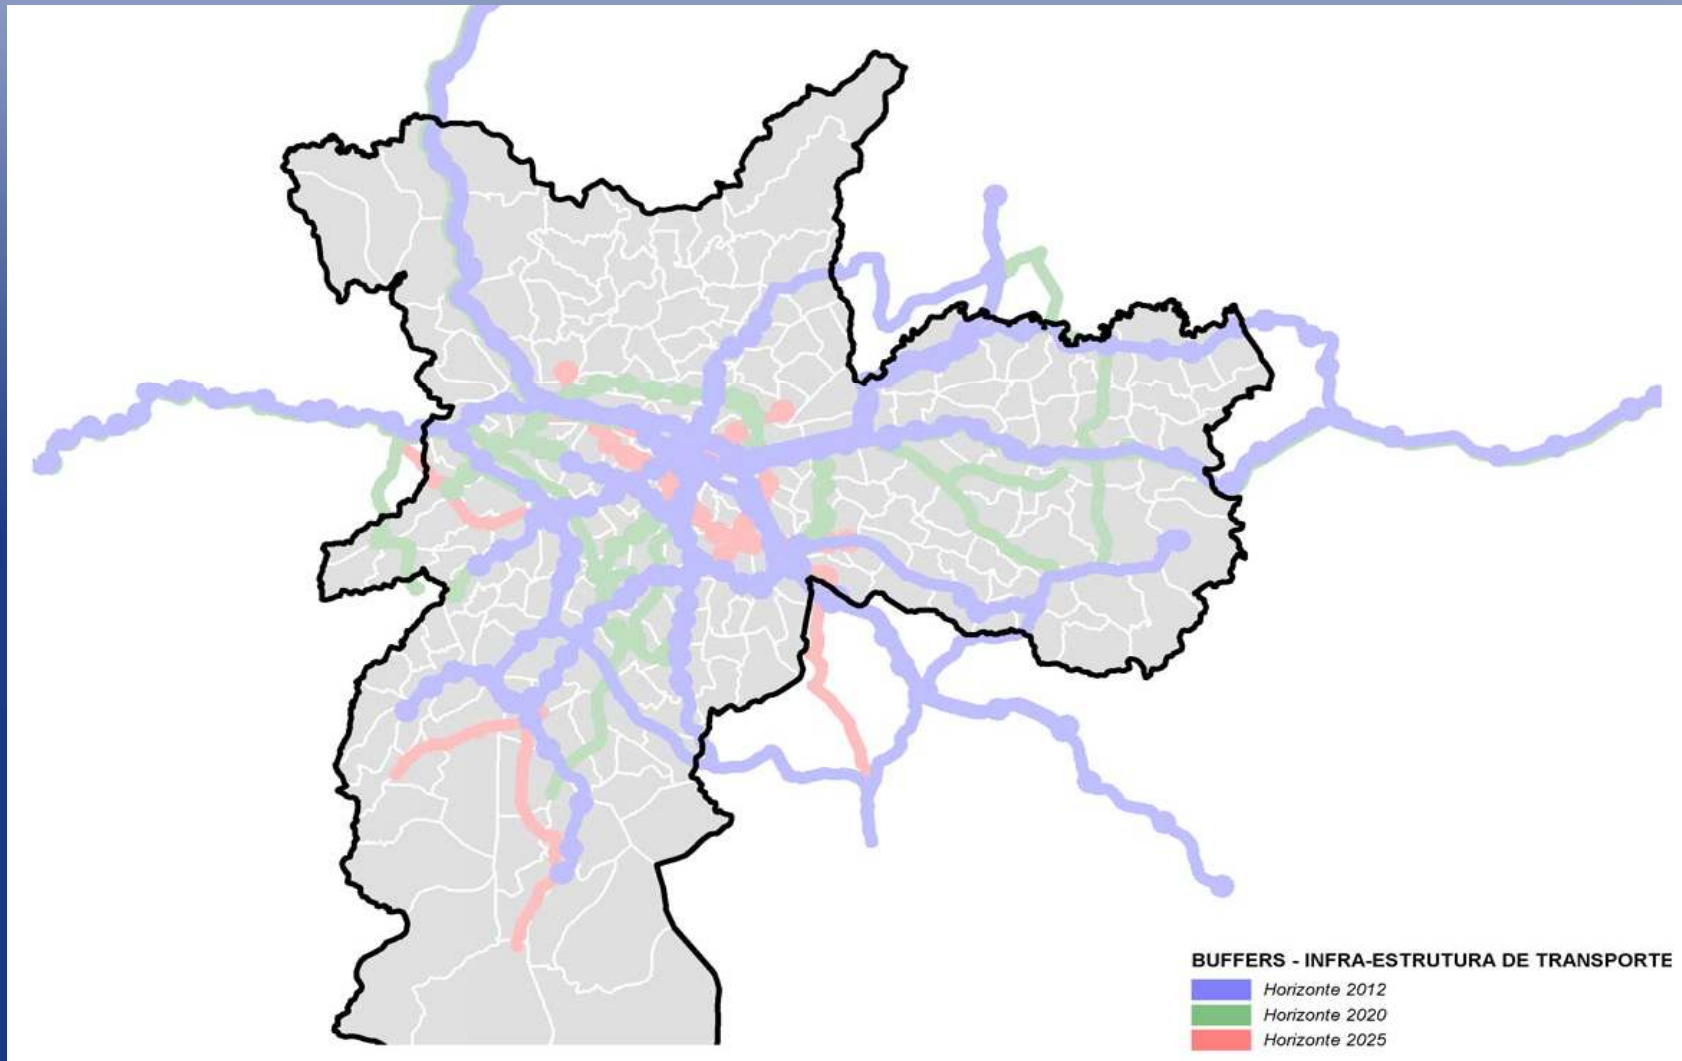 BUFFERS - INFRA-ESTRUTURA DE TRANSPORTE
Horizonte 2012
Horizonte 2020
Horizonte 2025